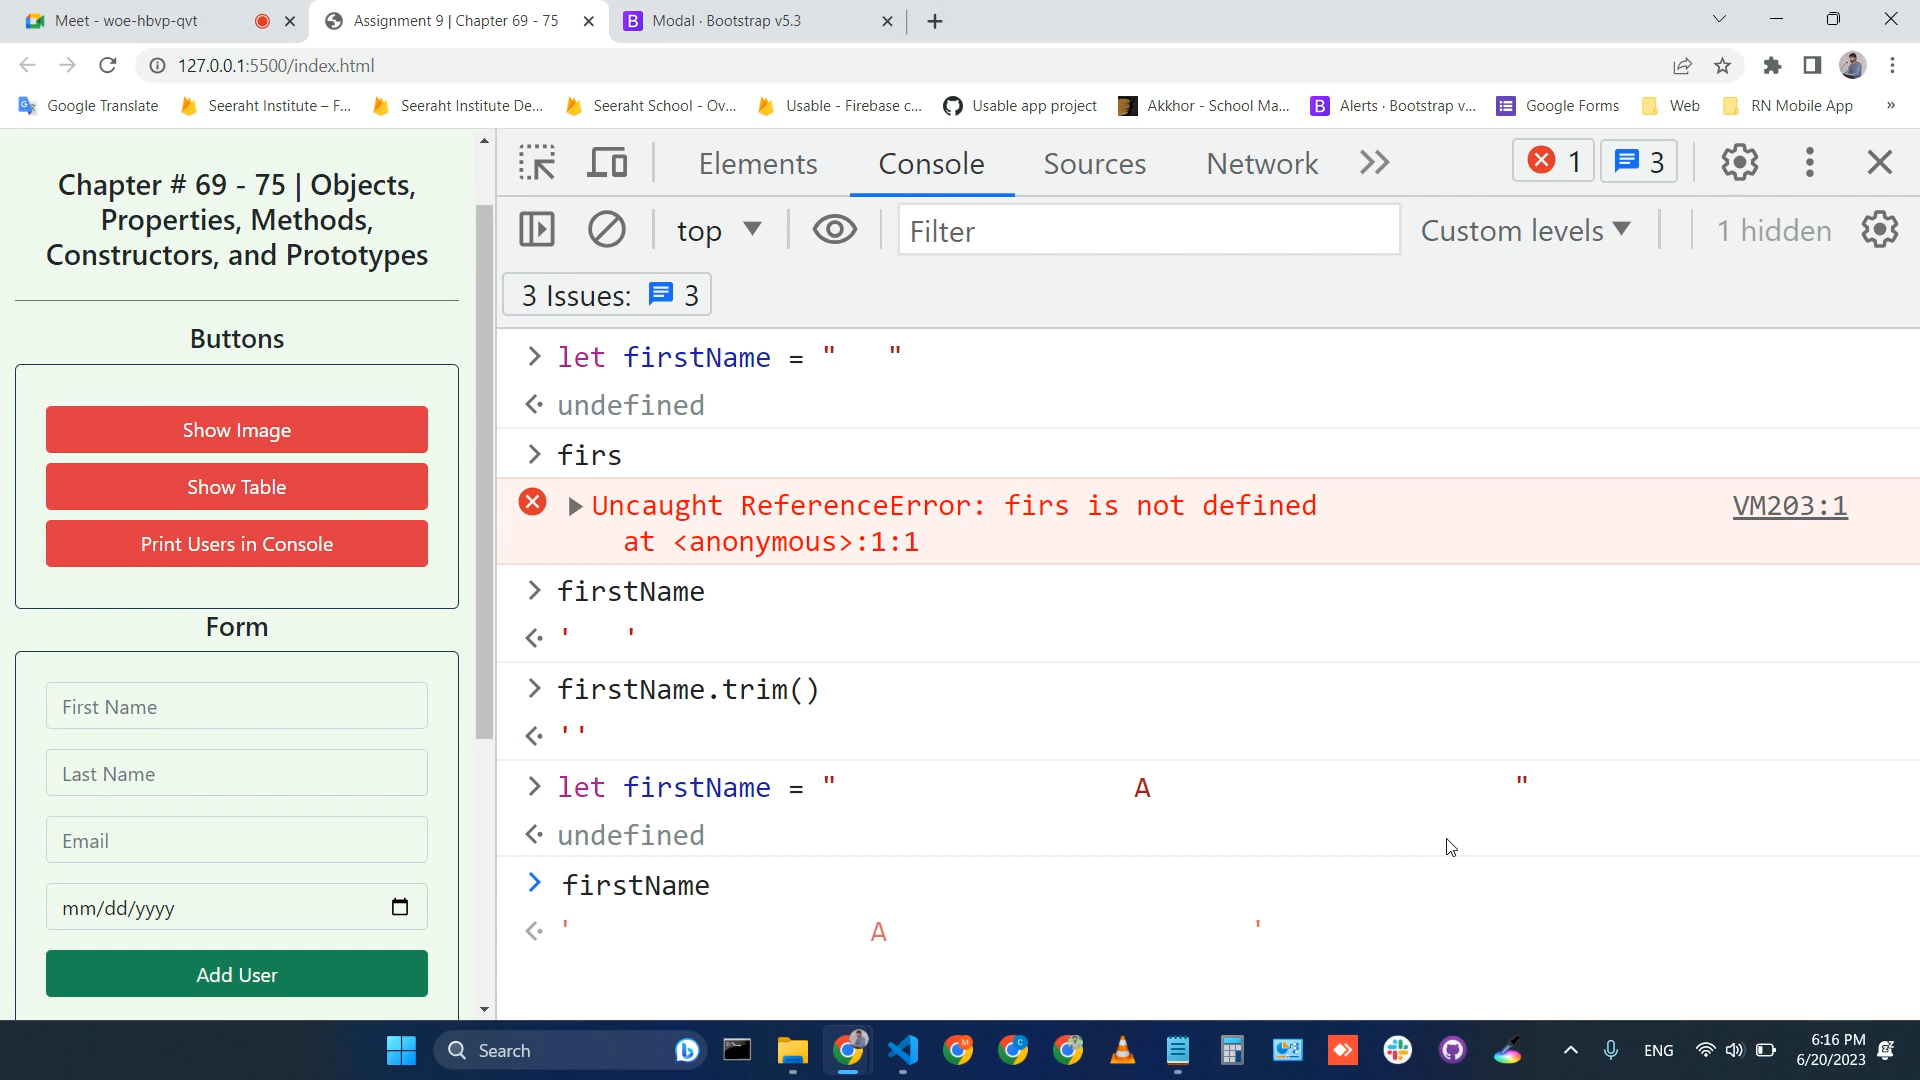 Meet - woe-hbvp-qvt
Assignment 9 | Chapter 69 - 75
Modal · Bootstrap v5.3
127.0.0.1:5500/index.html
Google Translate
Seeraht Institute – F...
Seeraht Institute De...
Seeraht School - Ov...
Usable - Firebase c...
Usable app project
Akkhor - School Ma...
Alerts · Bootstrap v...
Google Forms
Web
RN Mobile App
»
Chapter # 69 - 75 | Objects,
Properties, Methods,
Constructors, and Prototypes
Buttons
Show Image
Show Table
Print Users in Console
Form
First Name
Last Name
Email
mm/dd/yyyy
Add User
Elements
Console
Sources
Network
1
3
top
Filter
Custom levels
1 hidden
3 Issues: 3
let firstName = "   "
undefined
firs
Uncaught ReferenceError: firs is not defined
at <anonymous>:1:1
VM203:1
firstName
'   '
firstName.trim()
''
let firstName = "                  A                      "
undefined
firstName
'                  A                      '
Search
ENG
6:16 PM
6/20/2023